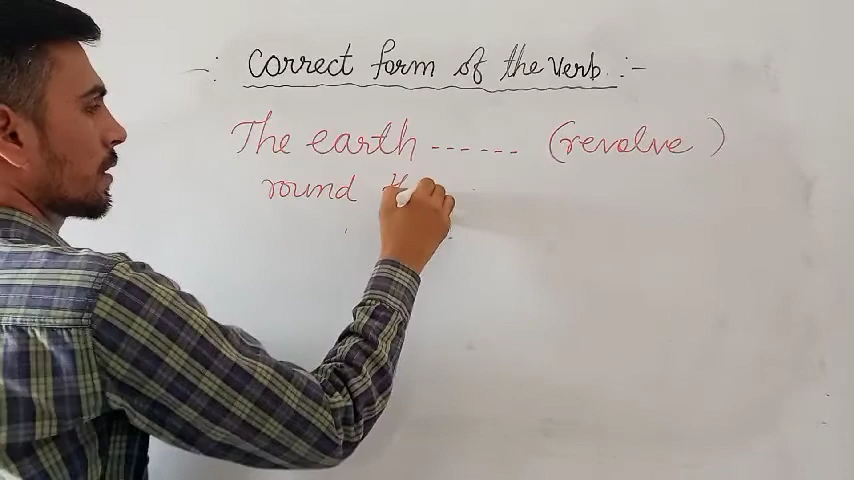 -: Correct form of the verb :-
The earth ------ (revolve)
round